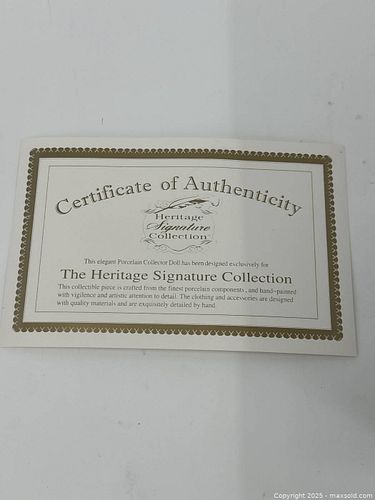 Certificate of Authenticity
Heritage
Signature
Collection
This elegant Porcelain Collector Doll has been designed exclusively for
The Heritage Signature Collection
This collectible piece is crafted from the finest porcelain components, and hand-painted
with vigilence and artistic attention to detail. The clothing and accessories are designed
with quality materials and are exquisitely detailed by hand.
Copyright 2025 - maxsold.com